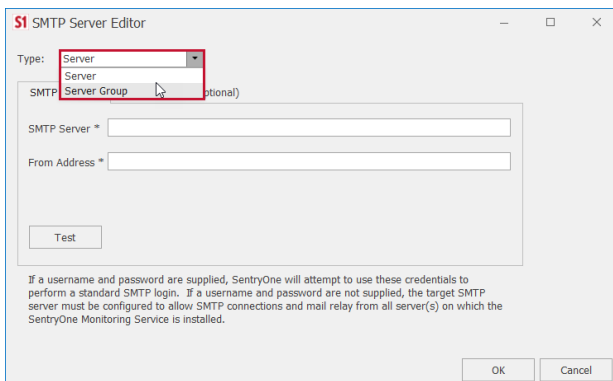 S1 SMTP Server Editor
Type: Server
Server
Server Group
SMTP
ptional)
SMTP Server *
From Address *
Test
If a username and password are supplied, SentryOne will attempt to use these credentials to
perform a standard SMTP login. If a username and password are not supplied, the target SMTP
server must be configured to allow SMTP connections and mail relay from all server(s) on which the
SentryOne Monitoring Service is installed.
OK Cancel